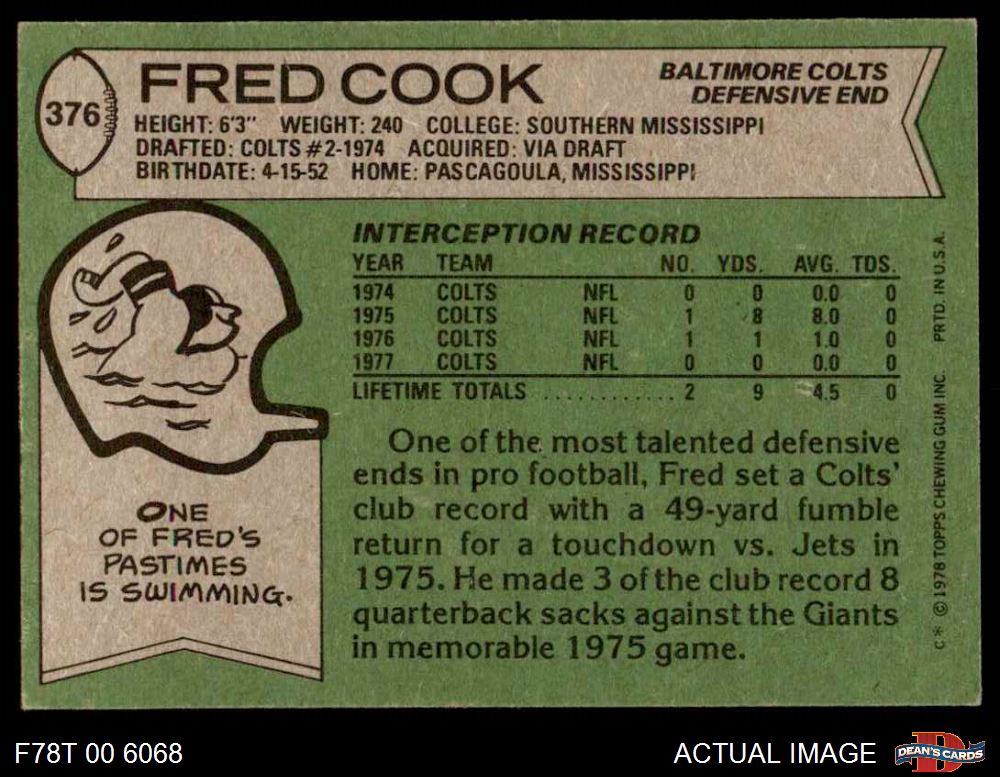 376
FRED COOK
BALTIMORE COLTS
DEFENSIVE END
HEIGHT: 6'3" WEIGHT: 240 COLLEGE: SOUTHERN MISSISSIPPI
DRAFTED: COLTS #2-1974 ACQUIRED: VIA DRAFT
BIRTHDATE: 4-15-52 HOME: PASCAGOULA, MISSISSIPPI
INTERCEPTION RECORD
YEAR TEAM NO. YDS. AVG. TDS.
1974 COLTS NFL 0 0 0.0 0
1975 COLTS NFL 1 8 8.0 0
1976 COLTS NFL 1 1 1.0 0
1977 COLTS NFL 0 0 0.0 0
LIFETIME TOTALS ............ 2 9 4.5 0
One of the most talented defensive
ends in pro football, Fred set a Colts'
club record with a 49-yard fumble
return for a touchdown vs. Jets in
1975. He made 3 of the club record 8
quarterback sacks against the Giants
in memorable 1975 game.
ONE
OF FRED'S
PASTIMES
IS SWIMMING.
C* © 1978 TOPPS CHEWING GUM INC. PRTD. IN U.S.A.
F78T 00 6068
ACTUAL IMAGE
D
DEAN'S CARDS